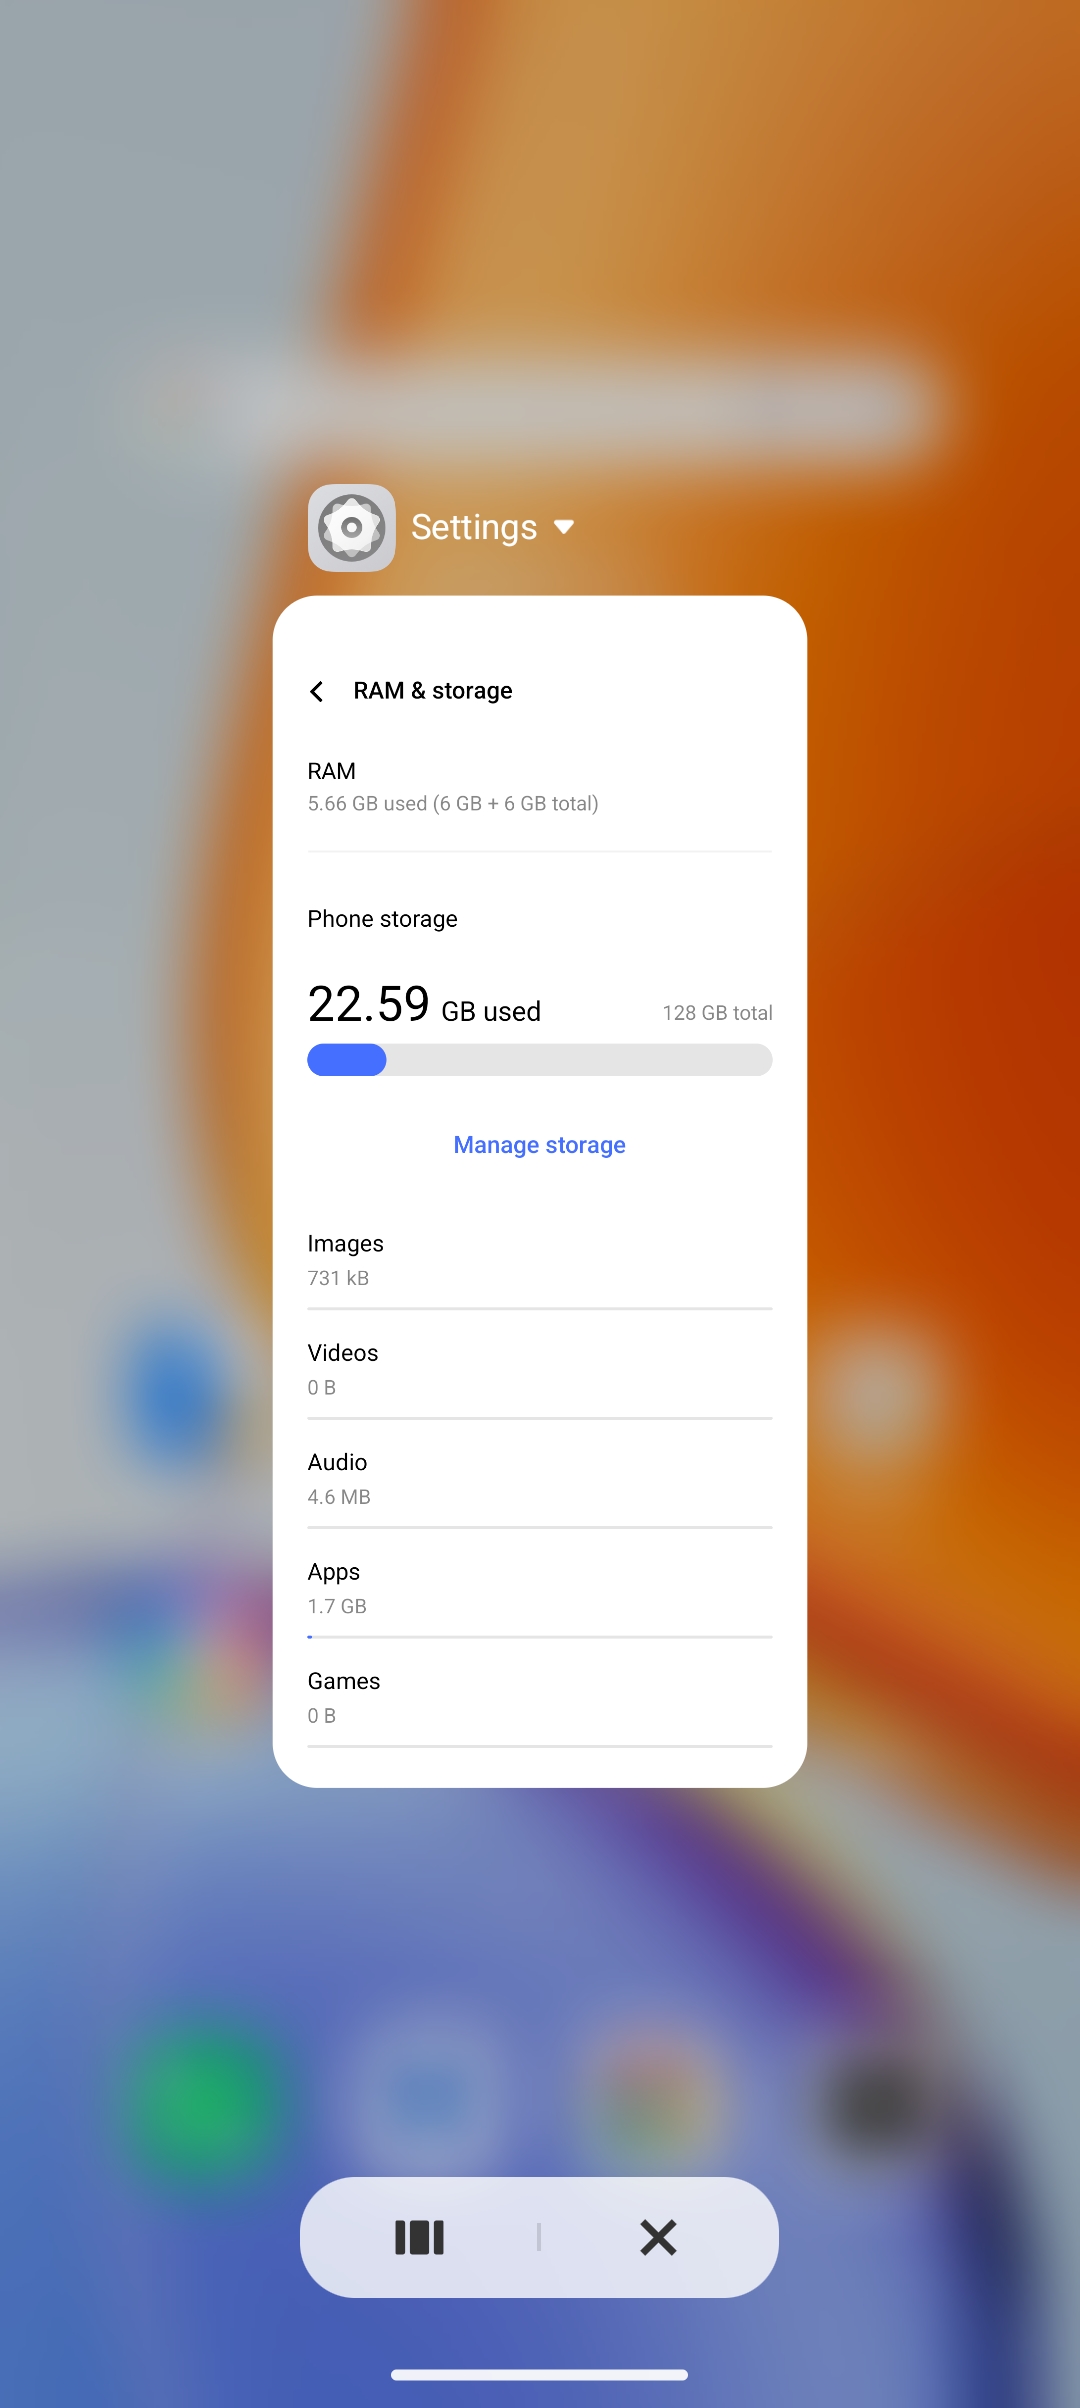 Settings
RAM & storage
RAM
5.66 GB used (6 GB + 6 GB total)
Phone storage
22.59 GB used
128 GB total
Manage storage
Images
731 kB
Videos
0 B
Audio
4.6 MB
Apps
1.7 GB
Games
0 B